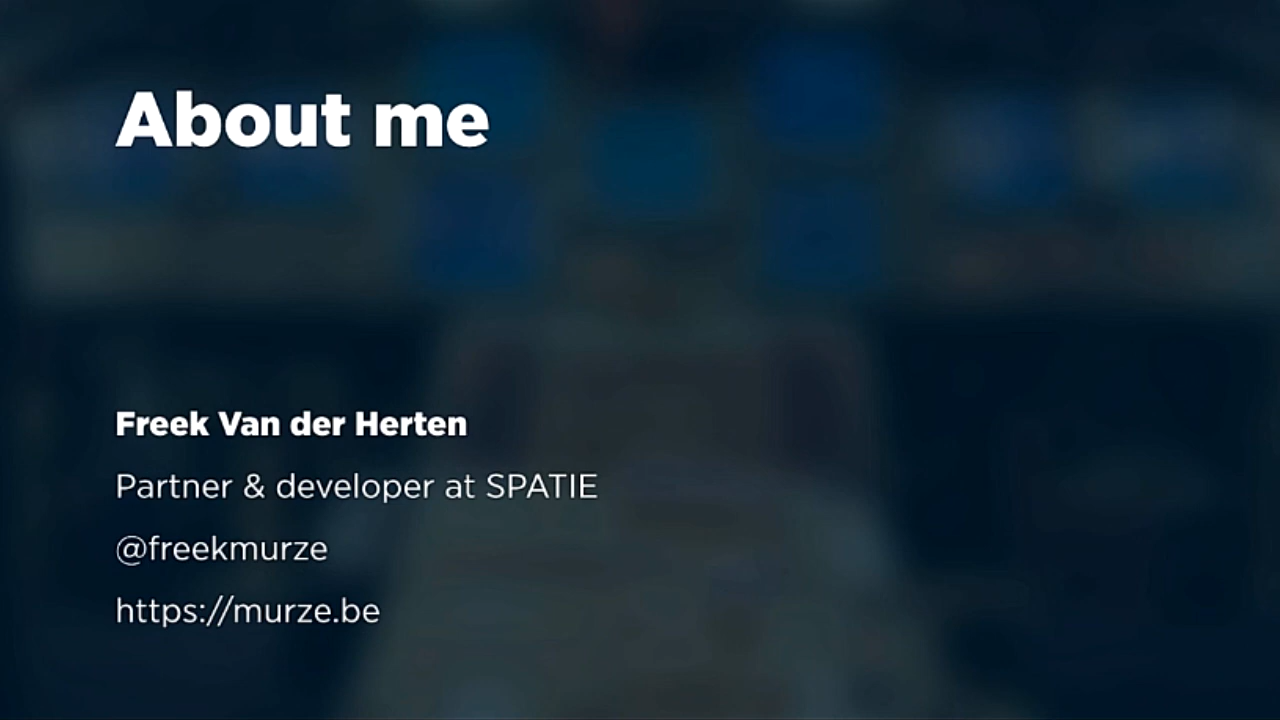 About me
Freek Van der Herten
Partner & developer at SPATIE
@freekmurze
https://murze.be